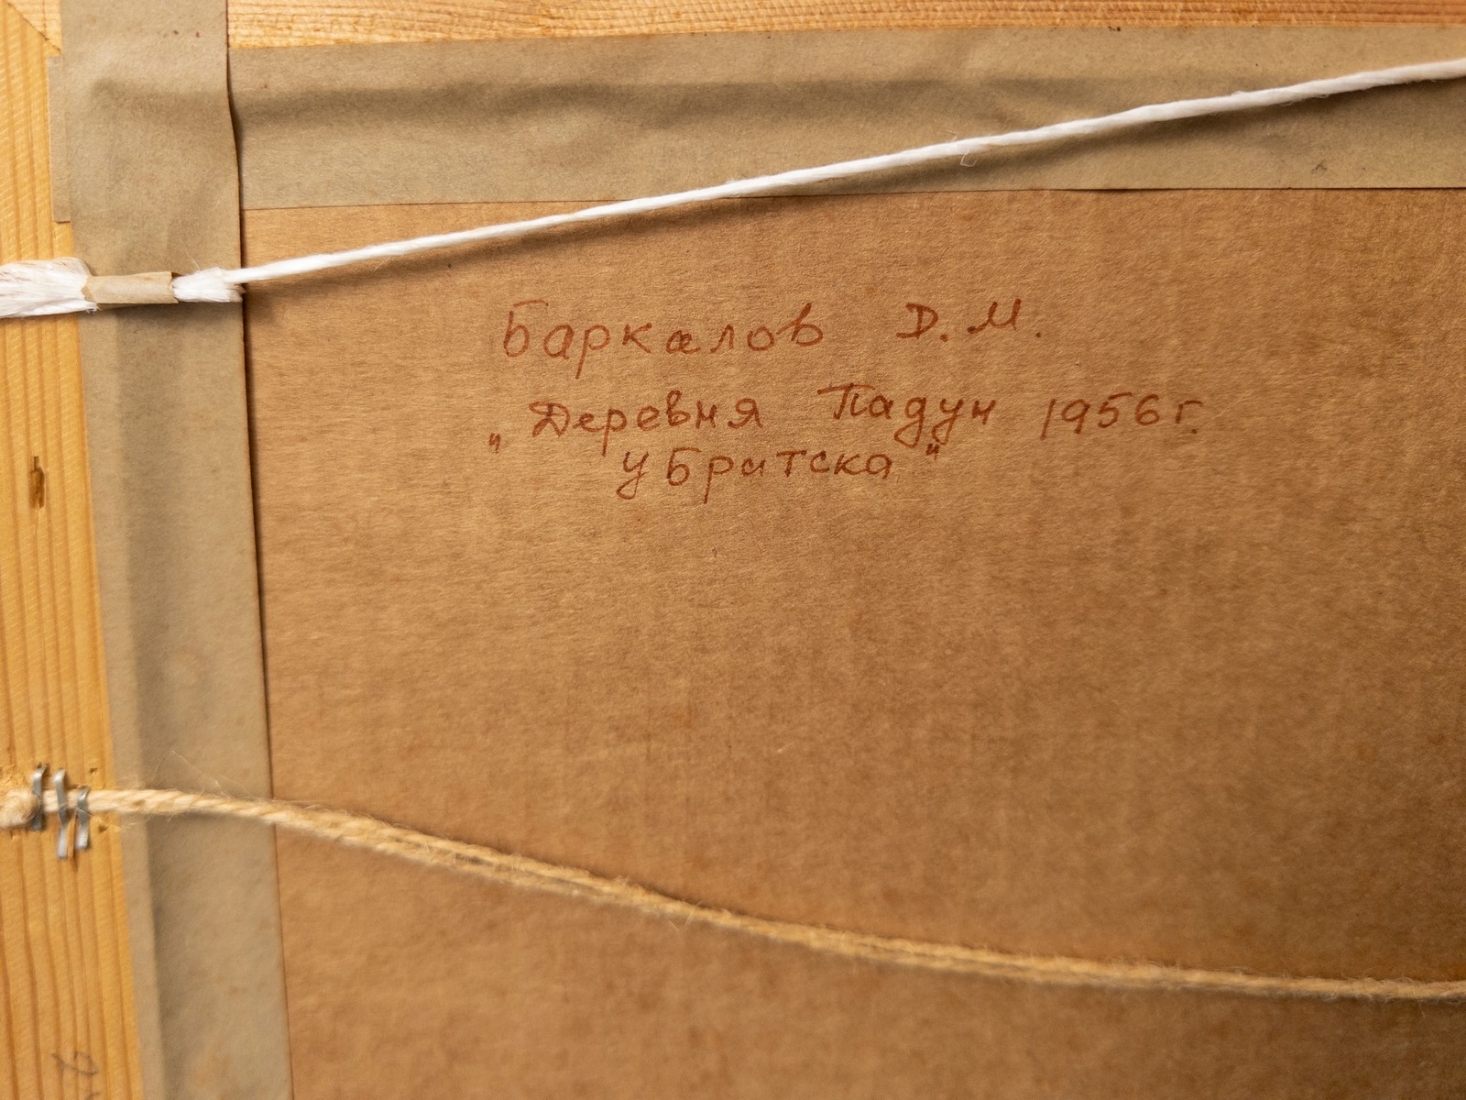 Баркалов Д.М.
„Деревня Падун 1956г.
у Братска"